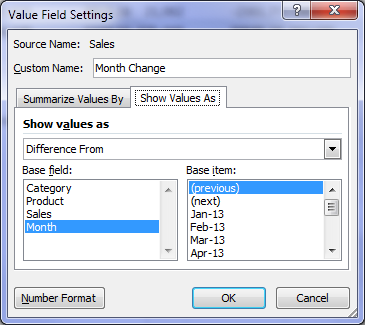 Value Field Settings
Source Name: Sales
Custom Name: Month Change
Summarize Values By Show Values As
Show values as
Difference From
Base field: Base item:
Category (previous)
Product (next)
Sales Jan-13
Month Feb-13
Mar-13
Apr-13
Number Format OK Cancel